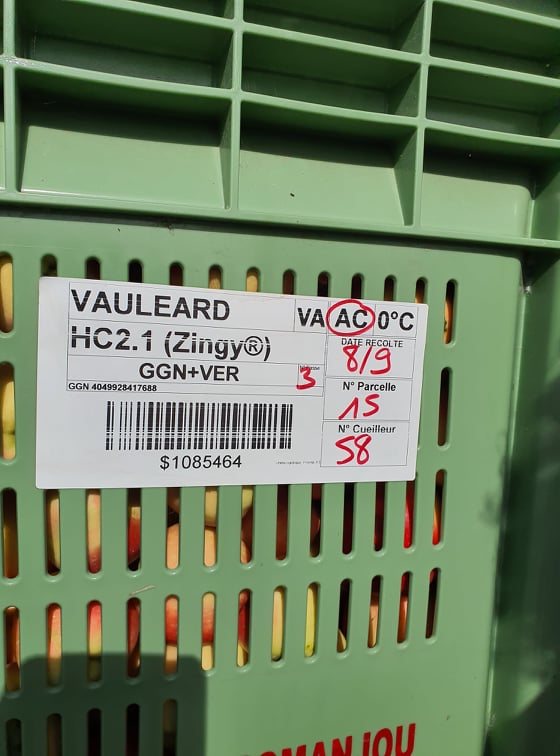 VAULEARD
VA AC 0°C
HC2.1 (Zingy®)
DATE RECOLTE
8/9
GGN+VER
3
GGN 4049928417688
N° Parcelle
15
N° Cueilleur
58
$1085464